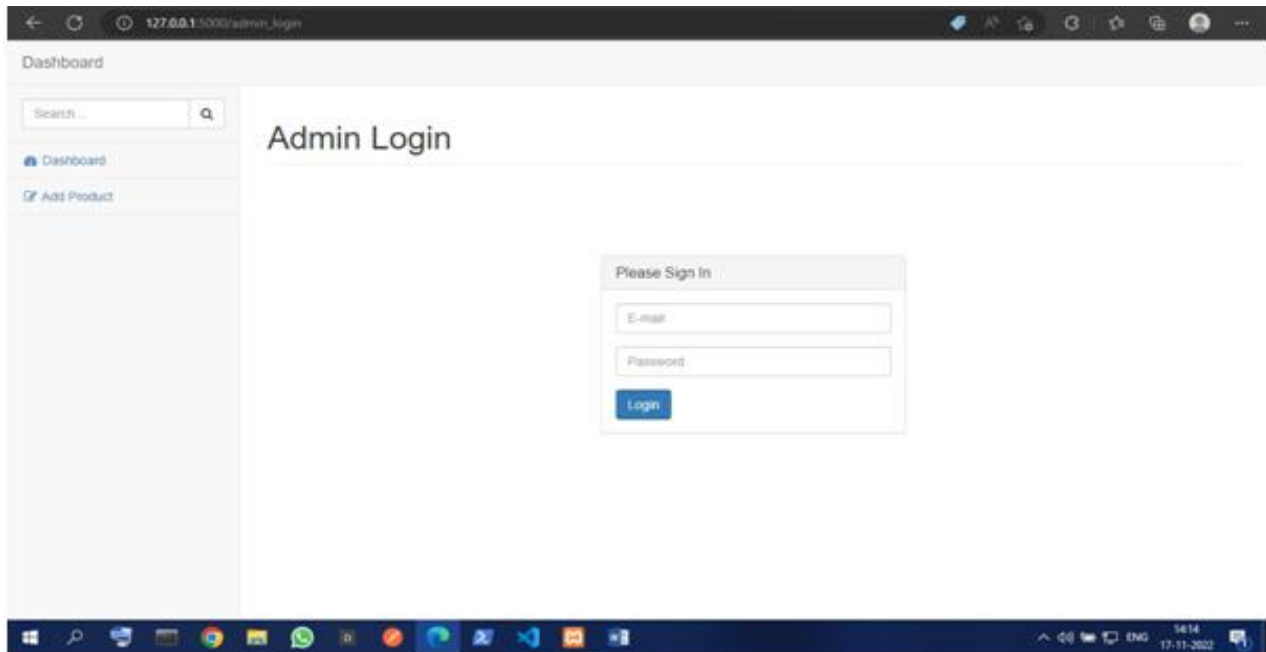 127.0.0.1:5000/admin_login
Dashboard
Search...
Admin Login
Dashboard
Add Product
Please Sign In
E-mail
Password
Login
ENG
14:14
17-11-2022